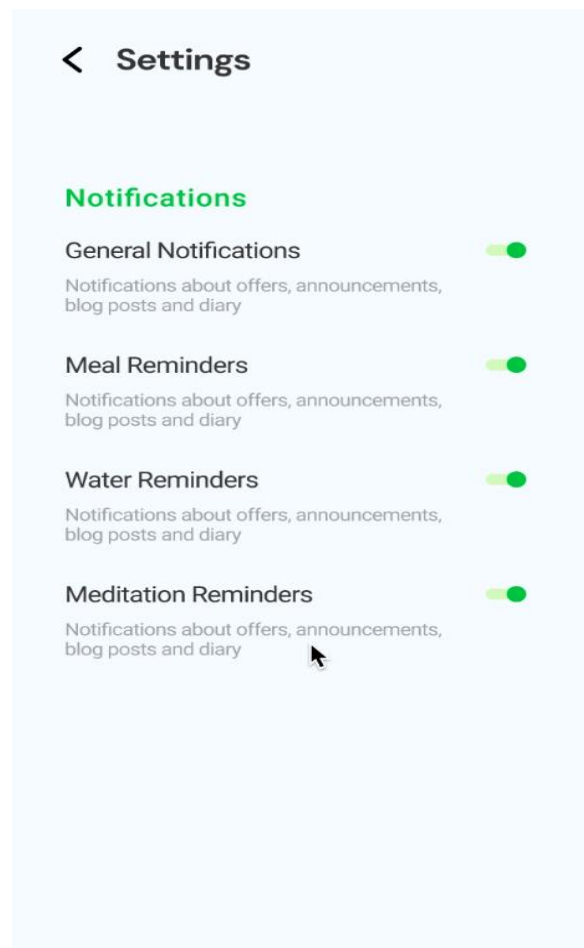 Settings
Notifications
General Notifications
Notifications about offers, announcements,
blog posts and diary
Meal Reminders
Notifications about offers, announcements,
blog posts and diary
Water Reminders
Notifications about offers, announcements,
blog posts and diary
Meditation Reminders
Notifications about offers, announcements,
blog posts and diary